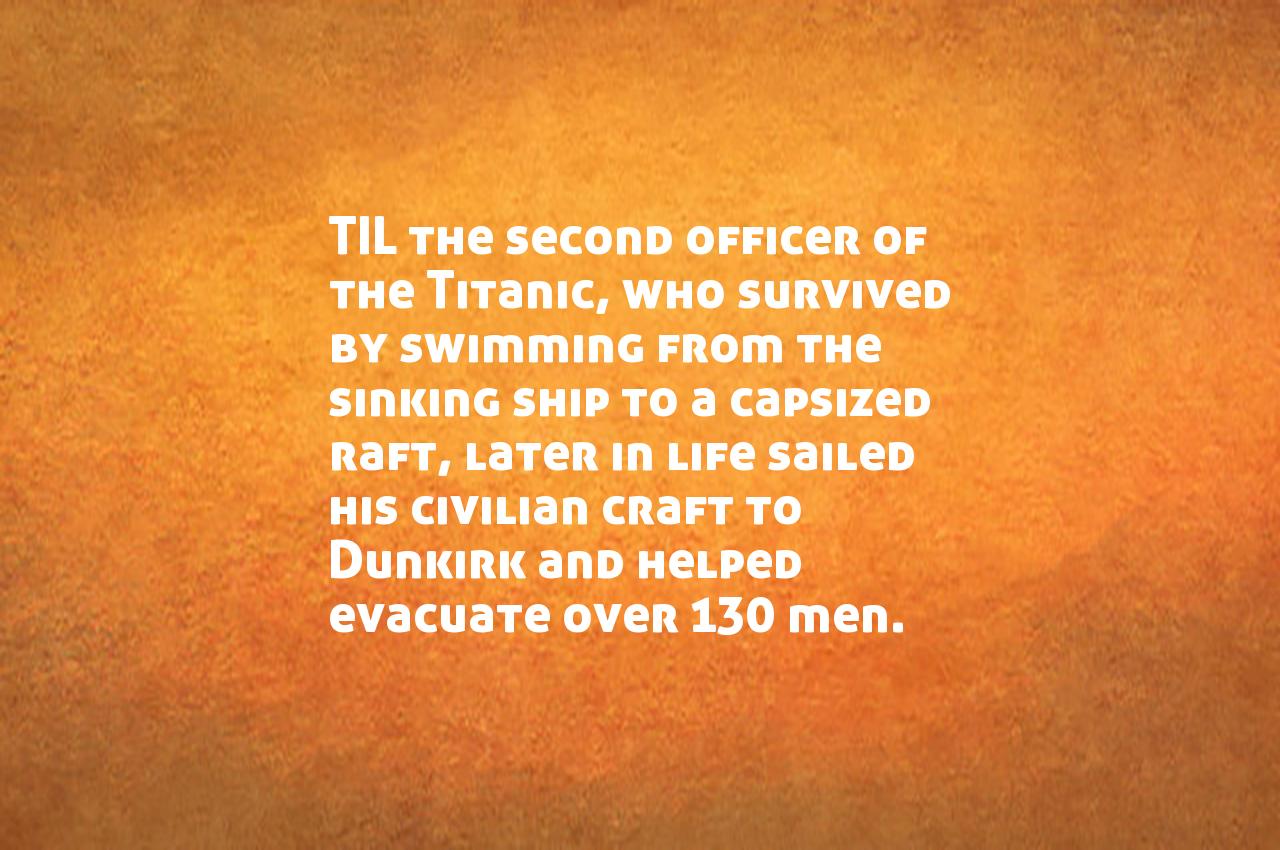 TIL the second officer of
the Titanic, who survived
by swimming from the
sinking ship to a capsized
raft, later in life sailed
his civilian craft to
Dunkirk and helped
evacuate over 130 men.